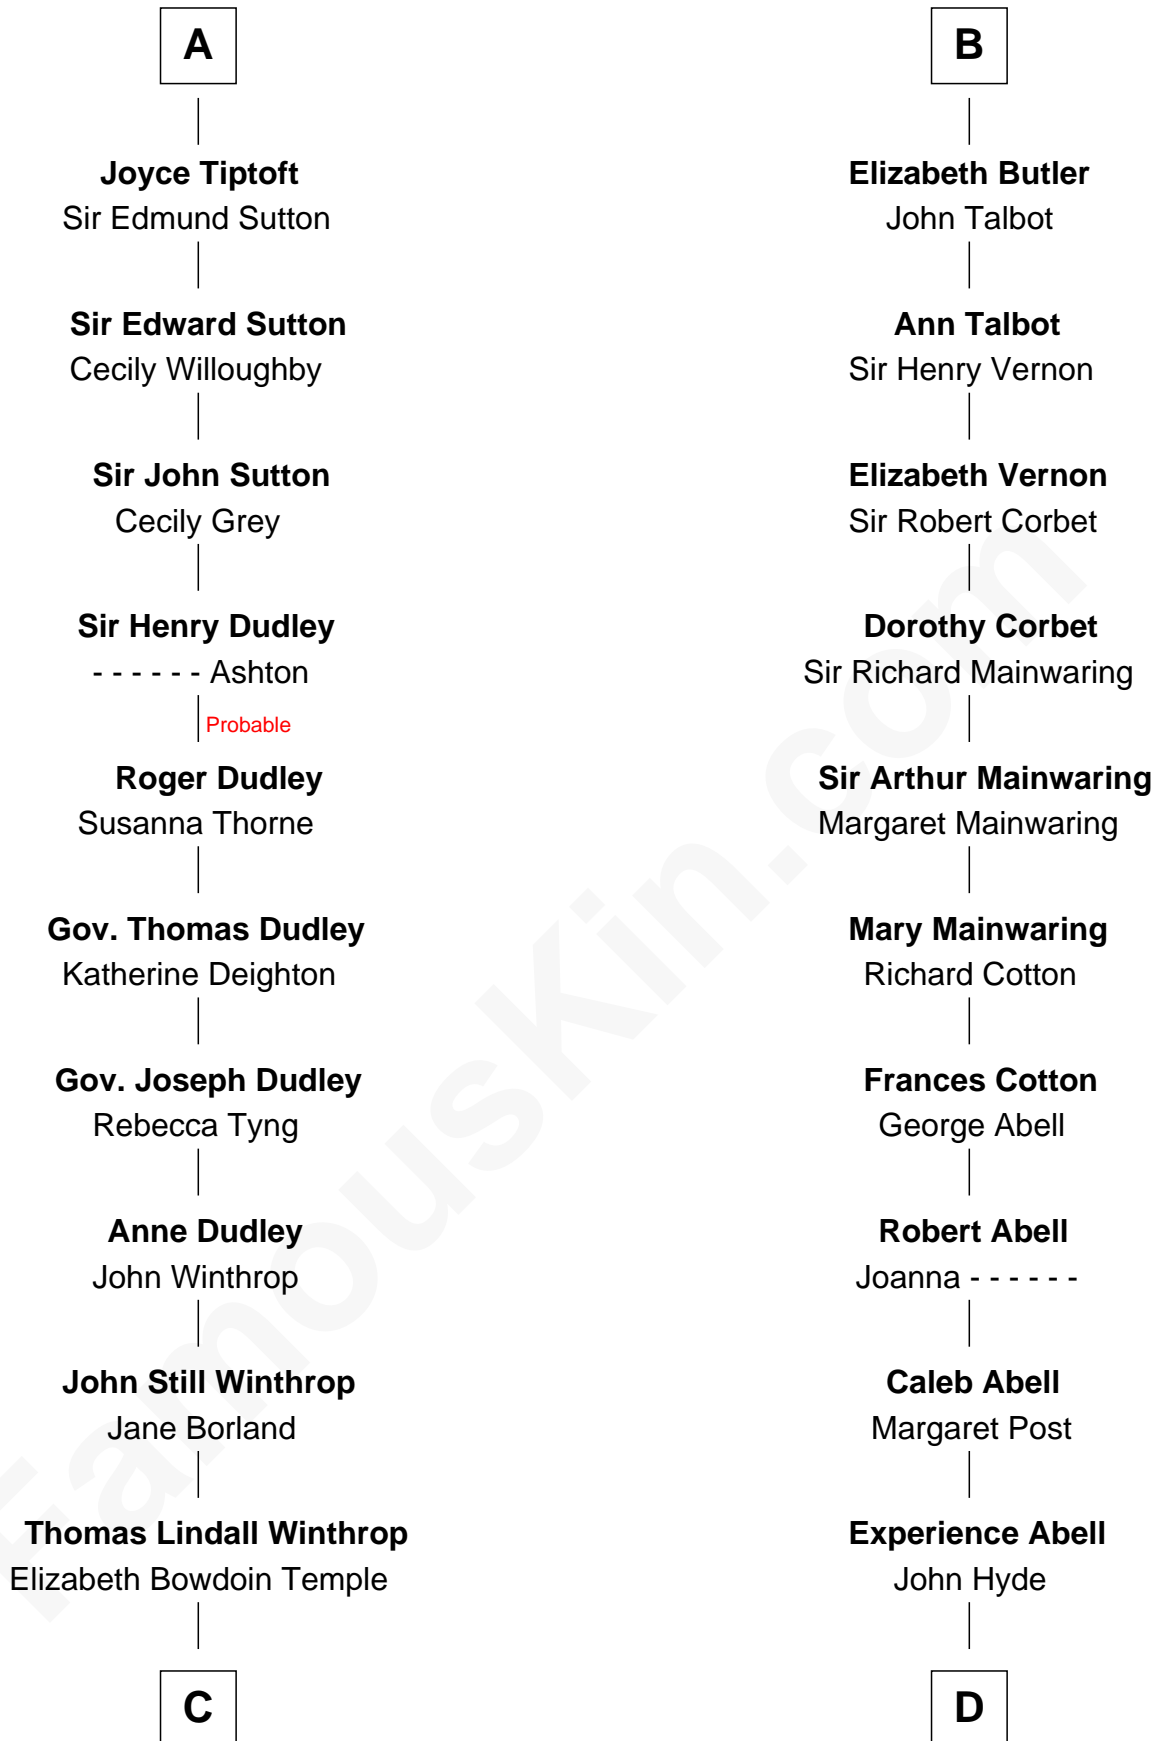 A
Joyce Tiptoft
Sir Edmund Sutton
Sir Edward Sutton
Cecily Willoughby
Sir John Sutton
Cecily Grey
Sir Henry Dudley
- - - - - - Ashton
Probable
Roger Dudley
Susanna Thorne
Gov. Thomas Dudley
Katherine Deighton
Gov. Joseph Dudley
Rebecca Tyng
Anne Dudley
John Winthrop
John Still Winthrop
Jane Borland
Thomas Lindall Winthrop
Elizabeth Bowdoin Temple
C
B
Elizabeth Butler
John Talbot
Ann Talbot
Sir Henry Vernon
Elizabeth Vernon
Sir Robert Corbet
Dorothy Corbet
Sir Richard Mainwaring
Sir Arthur Mainwaring
Margaret Mainwaring
Mary Mainwaring
Richard Cotton
Frances Cotton
George Abell
Robert Abell
Joanna - - - - - -
Caleb Abell
Margaret Post
Experience Abell
John Hyde
D
FamousKin.com